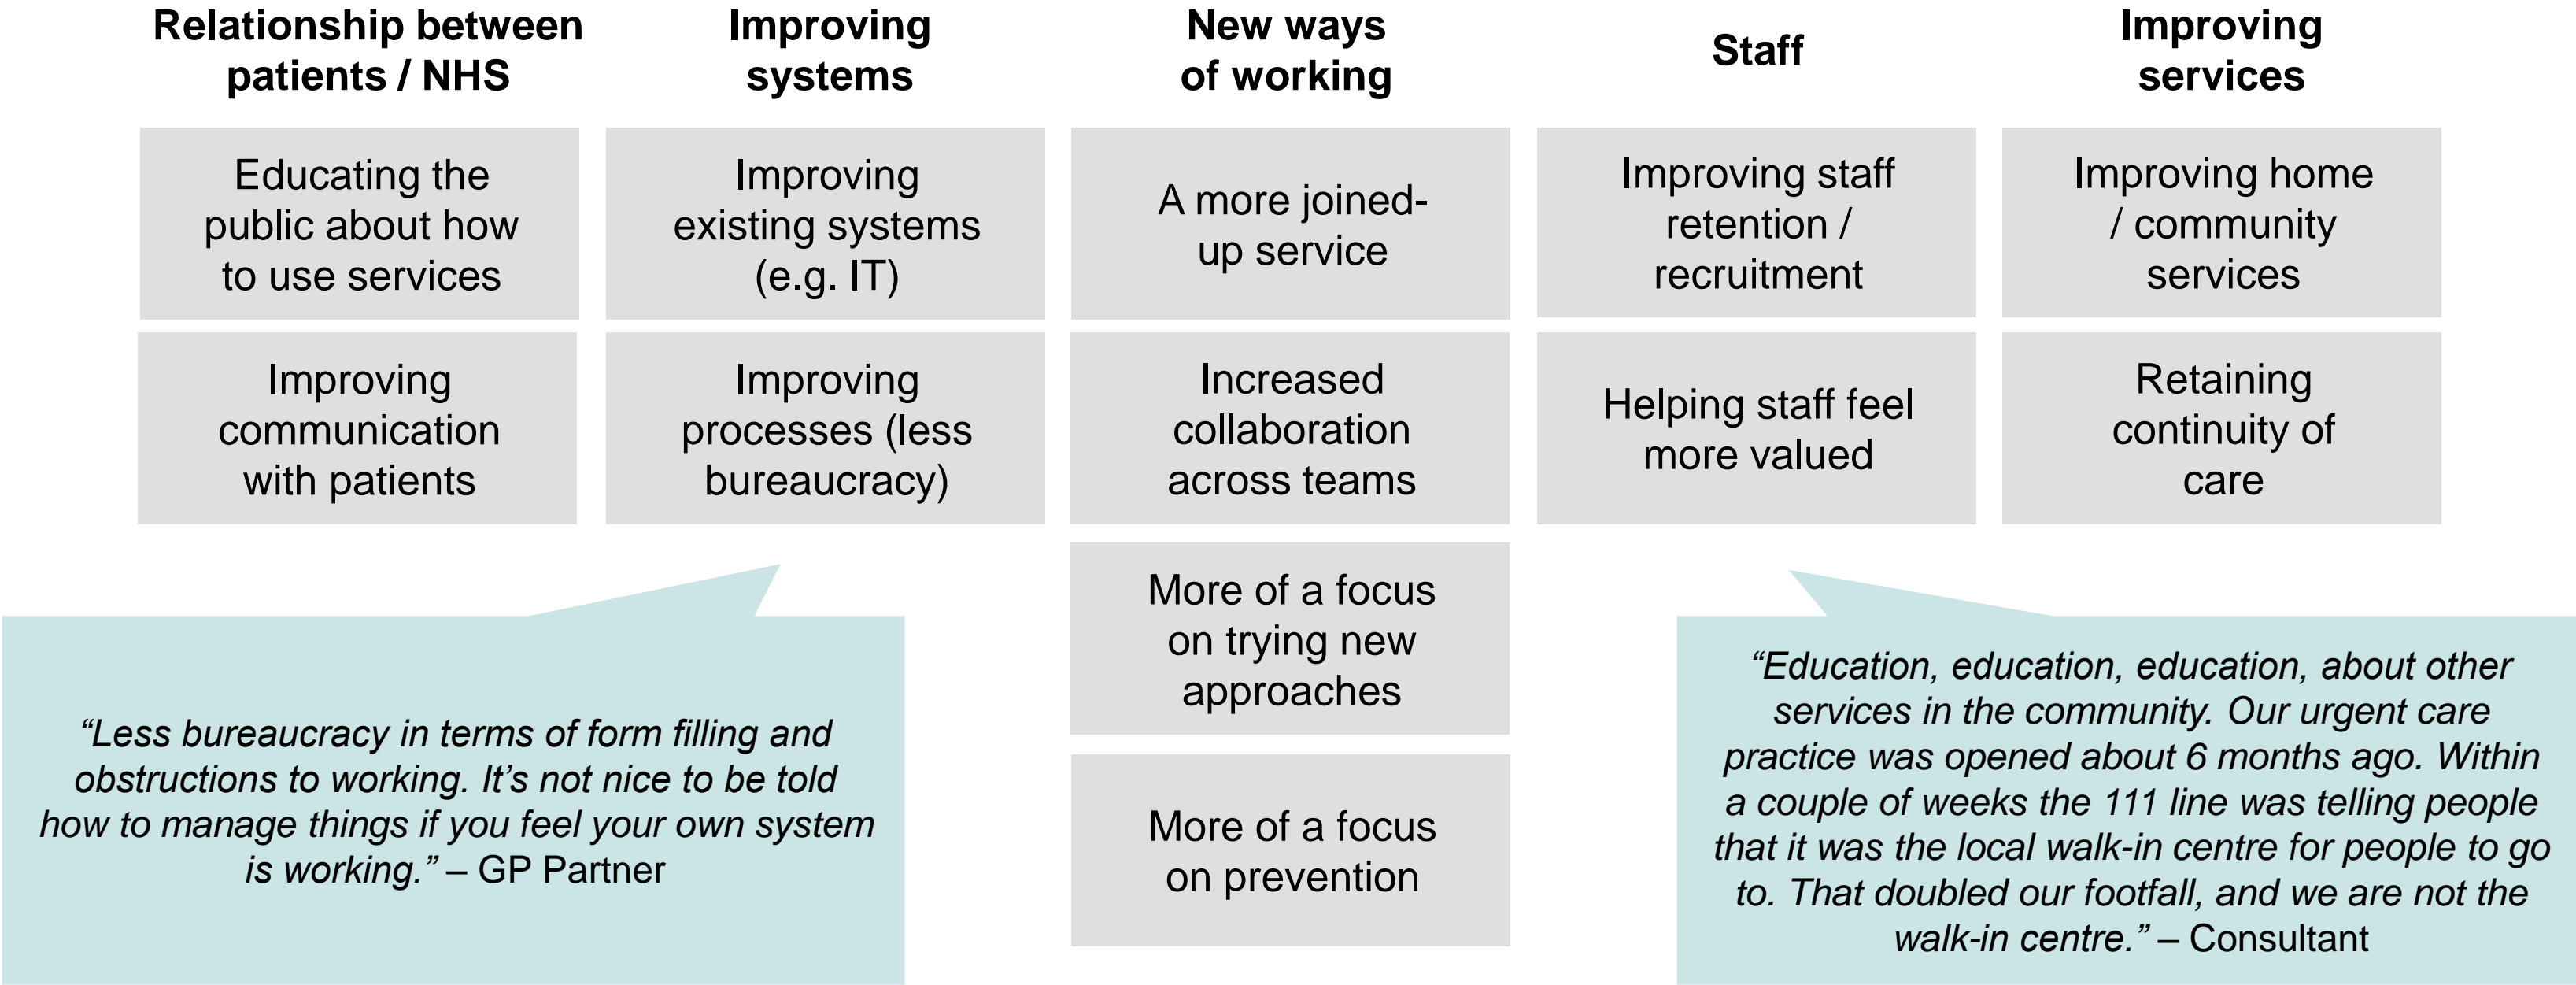 Relationship between
patients / NHS
Improving
systems
New ways
of working
Staff
Improving
services
Educating the
public about how
to use services
Improving
existing systems
(e.g. IT)
A more joined-
up service
Improving staff
retention /
recruitment
Improving home
/ community
services
Improving
communication
with patients
Improving
processes (less
bureaucracy)
Increased
collaboration
across teams
Helping staff feel
more valued
Retaining
continuity of
care
More of a focus
on trying new
approaches
More of a focus
on prevention
“Less bureaucracy in terms of form filling and
obstructions to working. It’s not nice to be told
how to manage things if you feel your own system
is working.” – GP Partner
“Education, education, education, about other
services in the community. Our urgent care
practice was opened about 6 months ago. Within
a couple of weeks the 111 line was telling people
that it was the local walk-in centre for people to go
to. That doubled our footfall, and we are not the
walk-in centre.” – Consultant